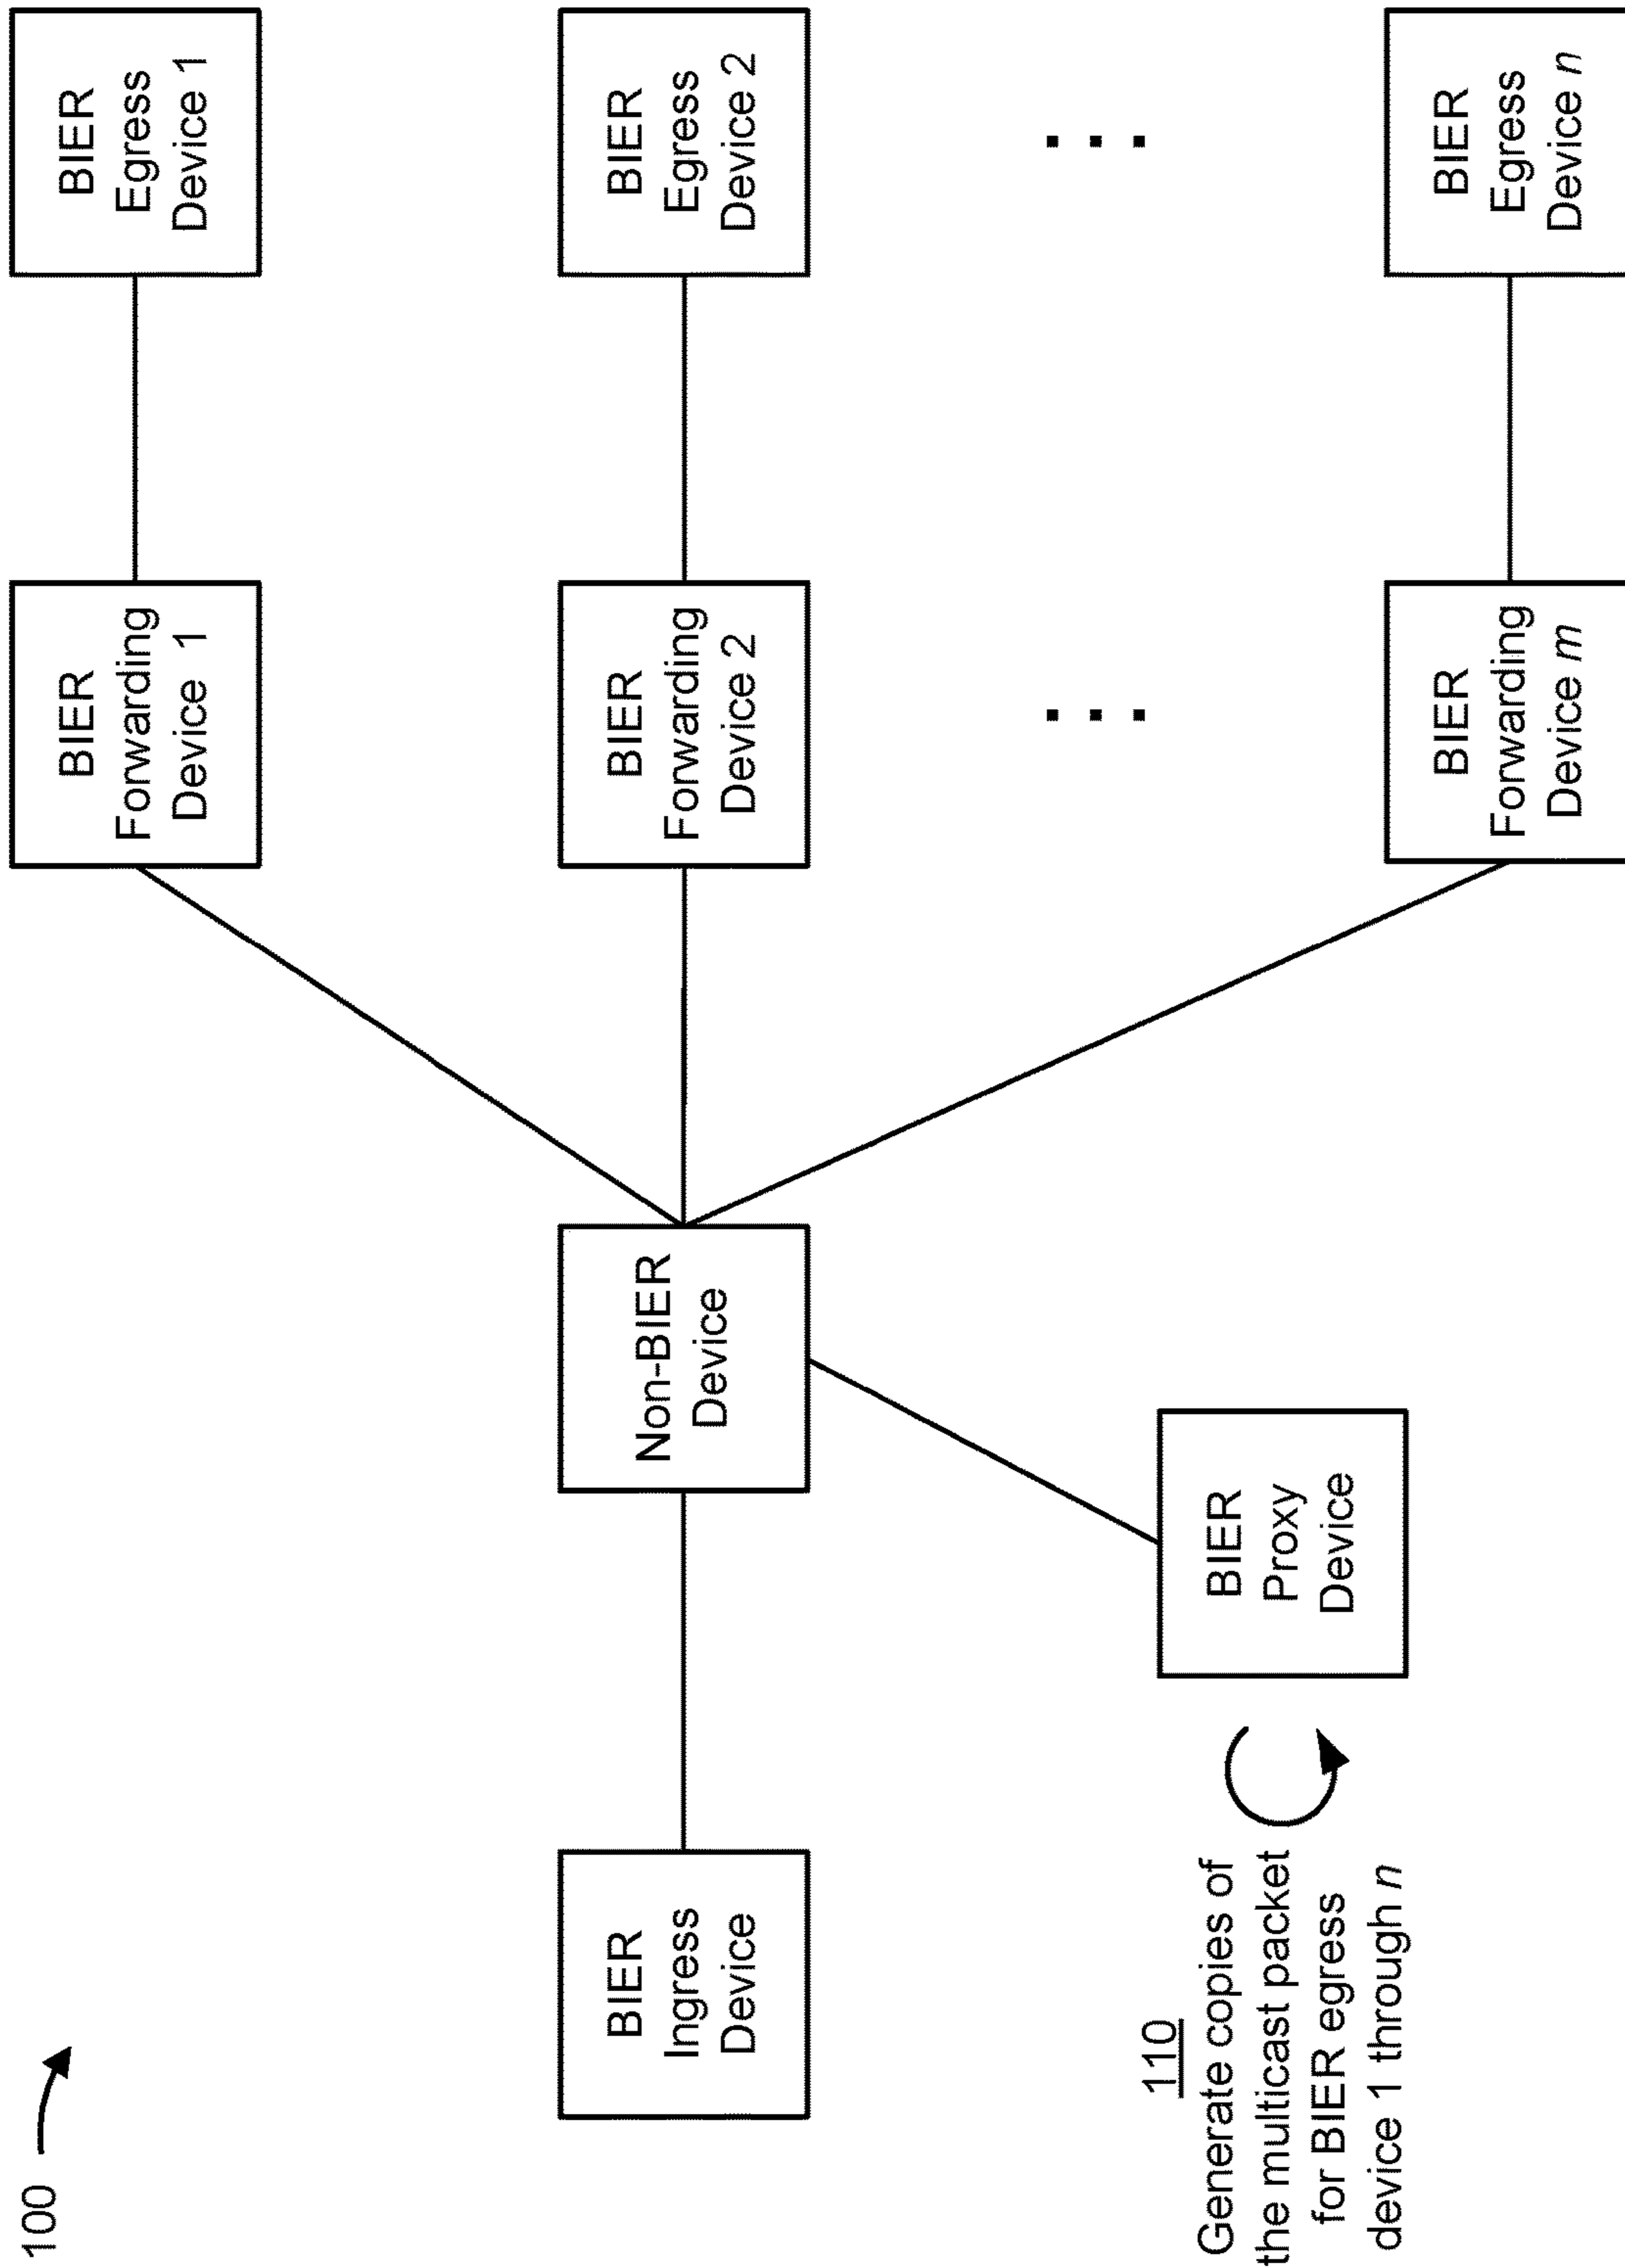 100
BIER
Ingress
Device
Non-BIER
Device
BIER
Forwarding
Device 1
BIER
Egress
Device 1
BIER
Forwarding
Device 2
BIER
Egress
Device 2
. . .
. . .
BIER
Proxy
Device
110
Generate copies of
the multicast packet
for BIER egress
device 1 through n
BIER
Forwarding
Device m
BIER
Egress
Device n